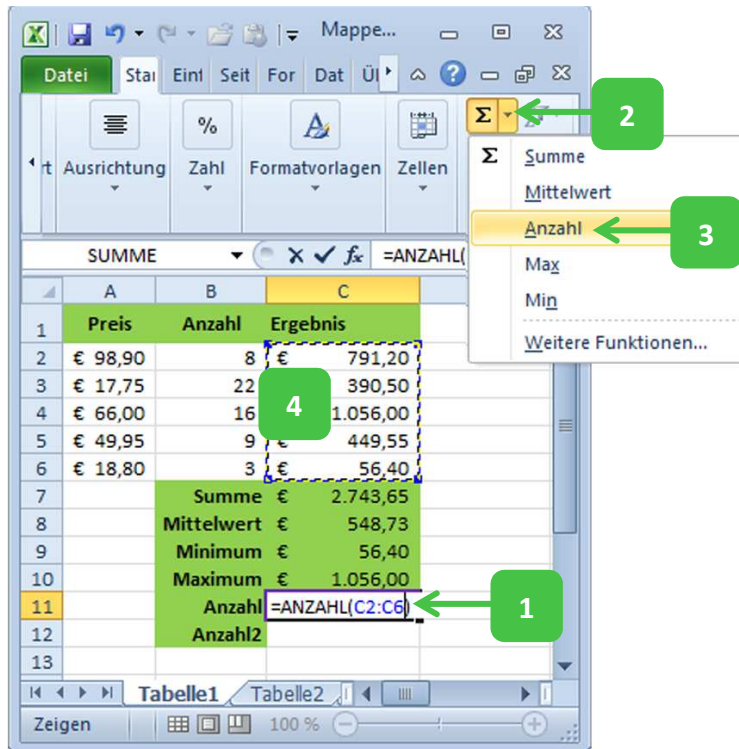 Mappe...
Datei Star Einf Seit For Dat Üb
Σ 2
% A
rt Ausrichtung Zahl Formatvorlagen Zellen
Σ Summe
Mittelwert
Anzahl 3
Max
Min
Weitere Funktionen...
SUMME fx =ANZAHL(
A B C
1 Preis Anzahl Ergebnis
2 € 98,90 8 € 791,20
3 € 17,75 22 390,50
4 € 66,00 16 4 1.056,00
5 € 49,95 9 € 449,55
6 € 18,80 3 € 56,40
7 Summe € 2.743,65
8 Mittelwert € 548,73
9 Minimum € 56,40
10 Maximum € 1.056,00
11 Anzahl =ANZAHL(C2:C6) 1
12 Anzahl2
13
Tabelle1 Tabelle2
Zeigen 100 %